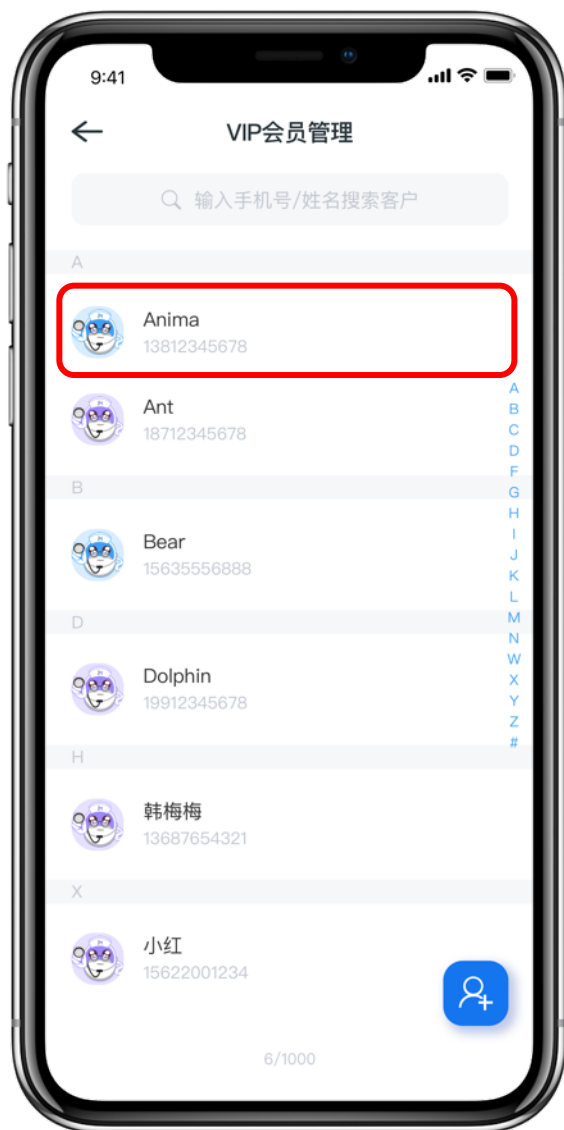 9:41
VIP会员管理
输入手机号/姓名搜索客户
A
Anima
13812345678
Ant
18712345678
B
Bear
15635556888
D
Dolphin
19912345678
H
韩梅梅
13687654321
X
小红
15622001234
6/1000
A
B
C
D
F
G
H
I
J
K
L
M
N
W
X
Y
Z
#